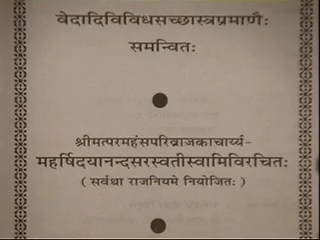 वेदादिविविधसच्छास्त्रप्रमाणैः
समन्वितः
श्रीमत्परमहंसपरिव्राजकाचार्य्य-
महर्षिदयानन्दसरस्वतीस्वामिविरचितः
( सर्वथा राजनियमे नियोजितः )